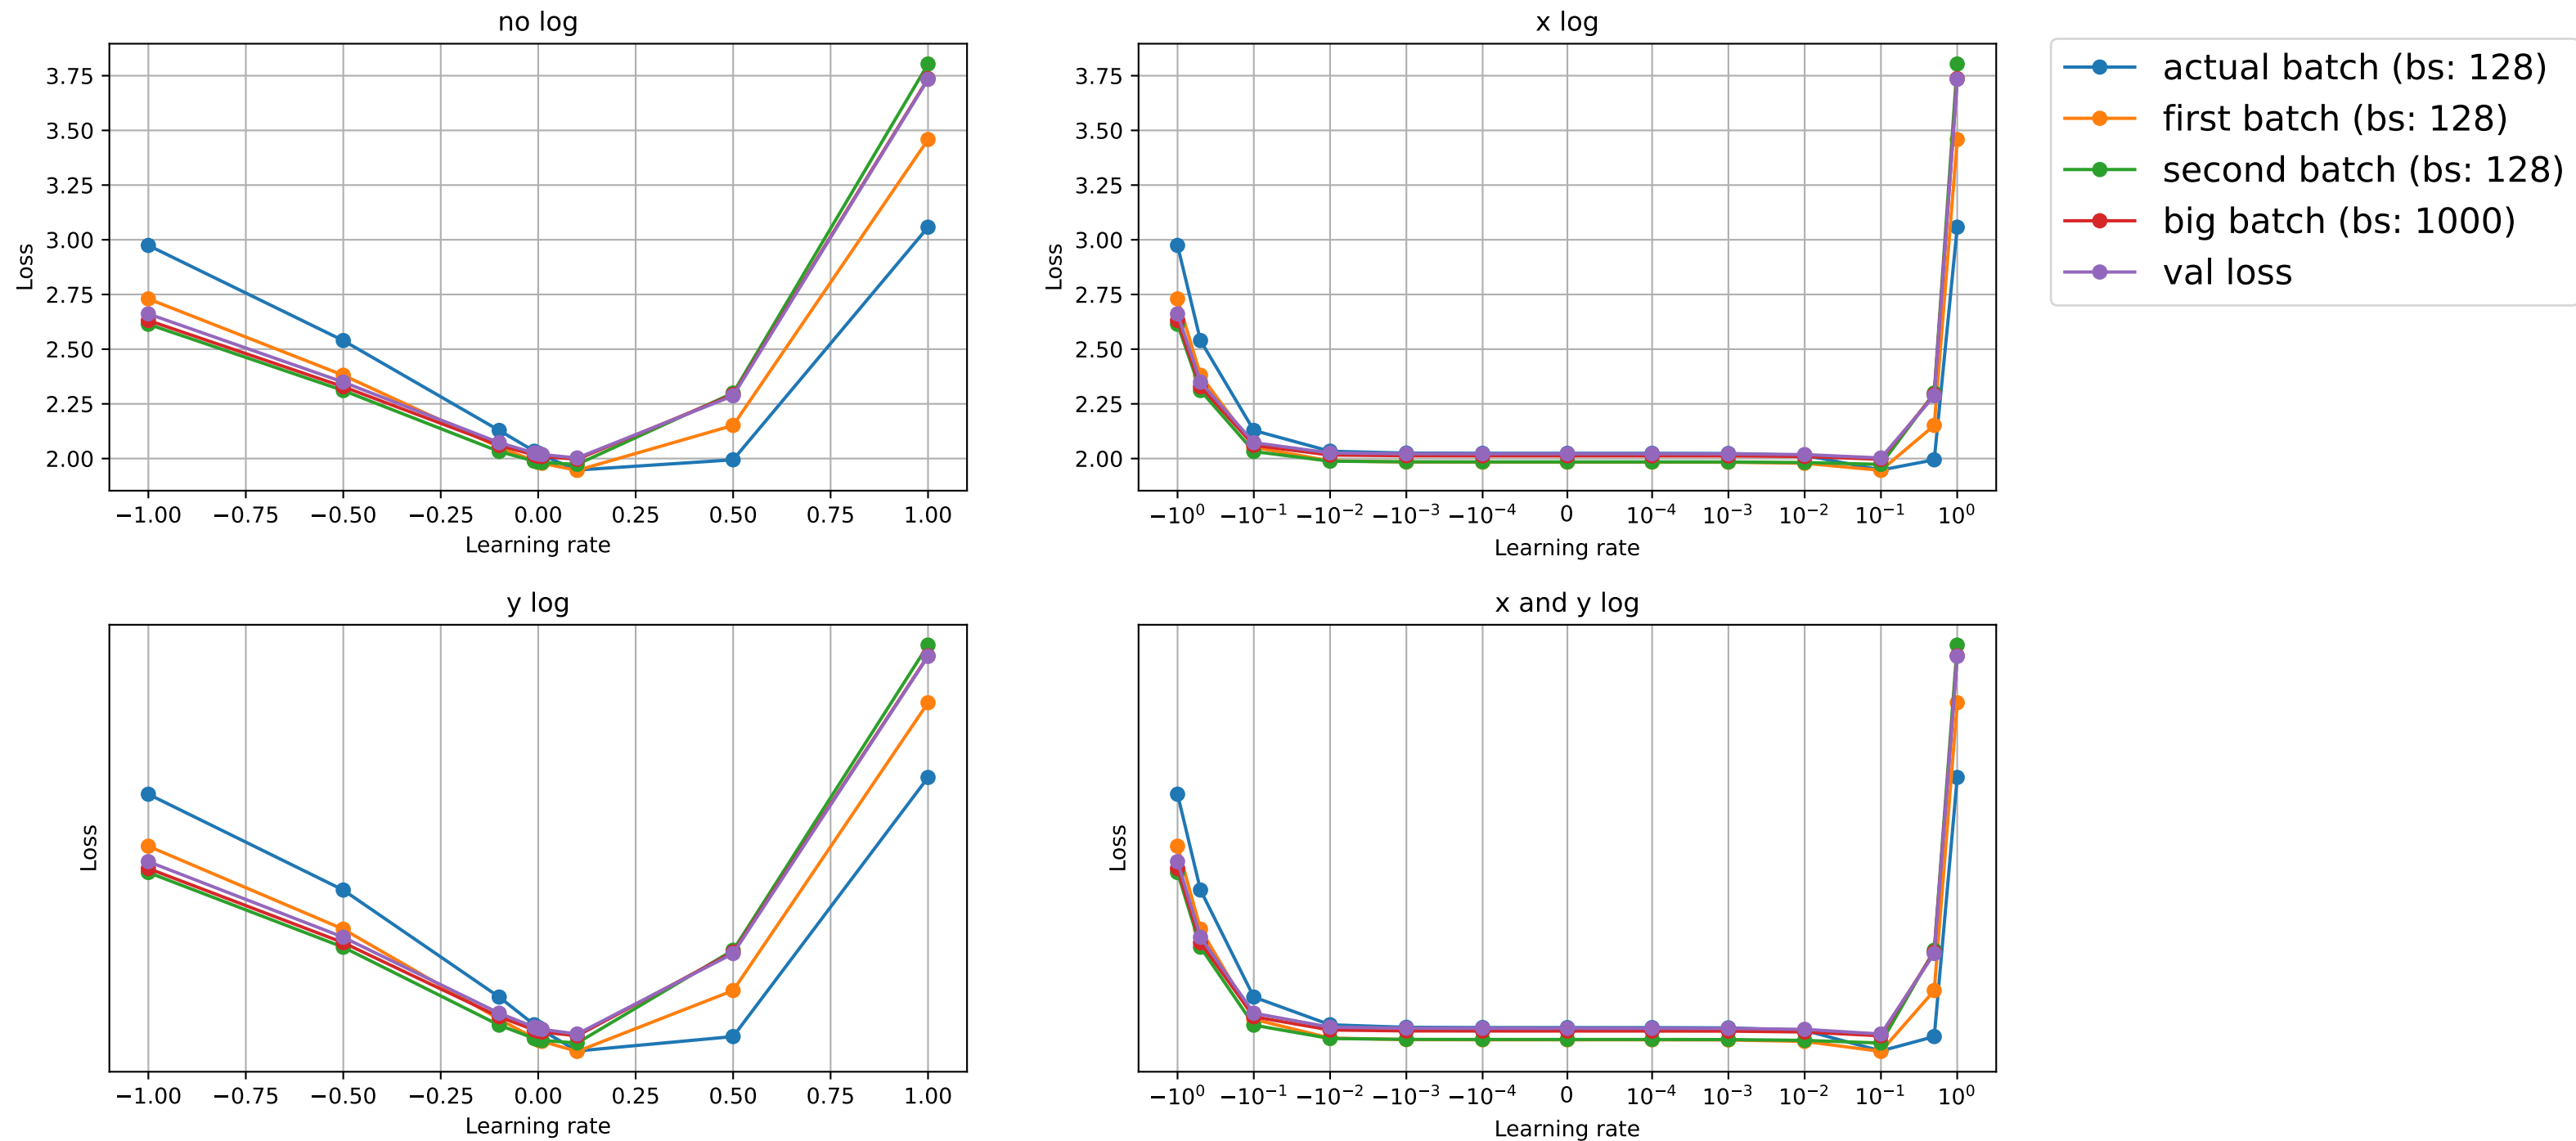 no log
3.75
3.50
3.25
3.00
2.75
2.50
2.25
2.00
Loss
−1.00 −0.75 −0.50 −0.25 0.00 0.25 0.50 0.75 1.00
Learning rate
x log
3.75
3.50
3.25
3.00
2.75
2.50
2.25
2.00
Loss
−10⁰ −10⁻¹ −10⁻² −10⁻³ −10⁻⁴ 0 10⁻⁴ 10⁻³ 10⁻² 10⁻¹ 10⁰
Learning rate
actual batch (bs: 128)
first batch (bs: 128)
second batch (bs: 128)
big batch (bs: 1000)
val loss
y log
Loss
−1.00 −0.75 −0.50 −0.25 0.00 0.25 0.50 0.75 1.00
Learning rate
x and y log
Loss
−10⁰ −10⁻¹ −10⁻² −10⁻³ −10⁻⁴ 0 10⁻⁴ 10⁻³ 10⁻² 10⁻¹ 10⁰
Learning rate